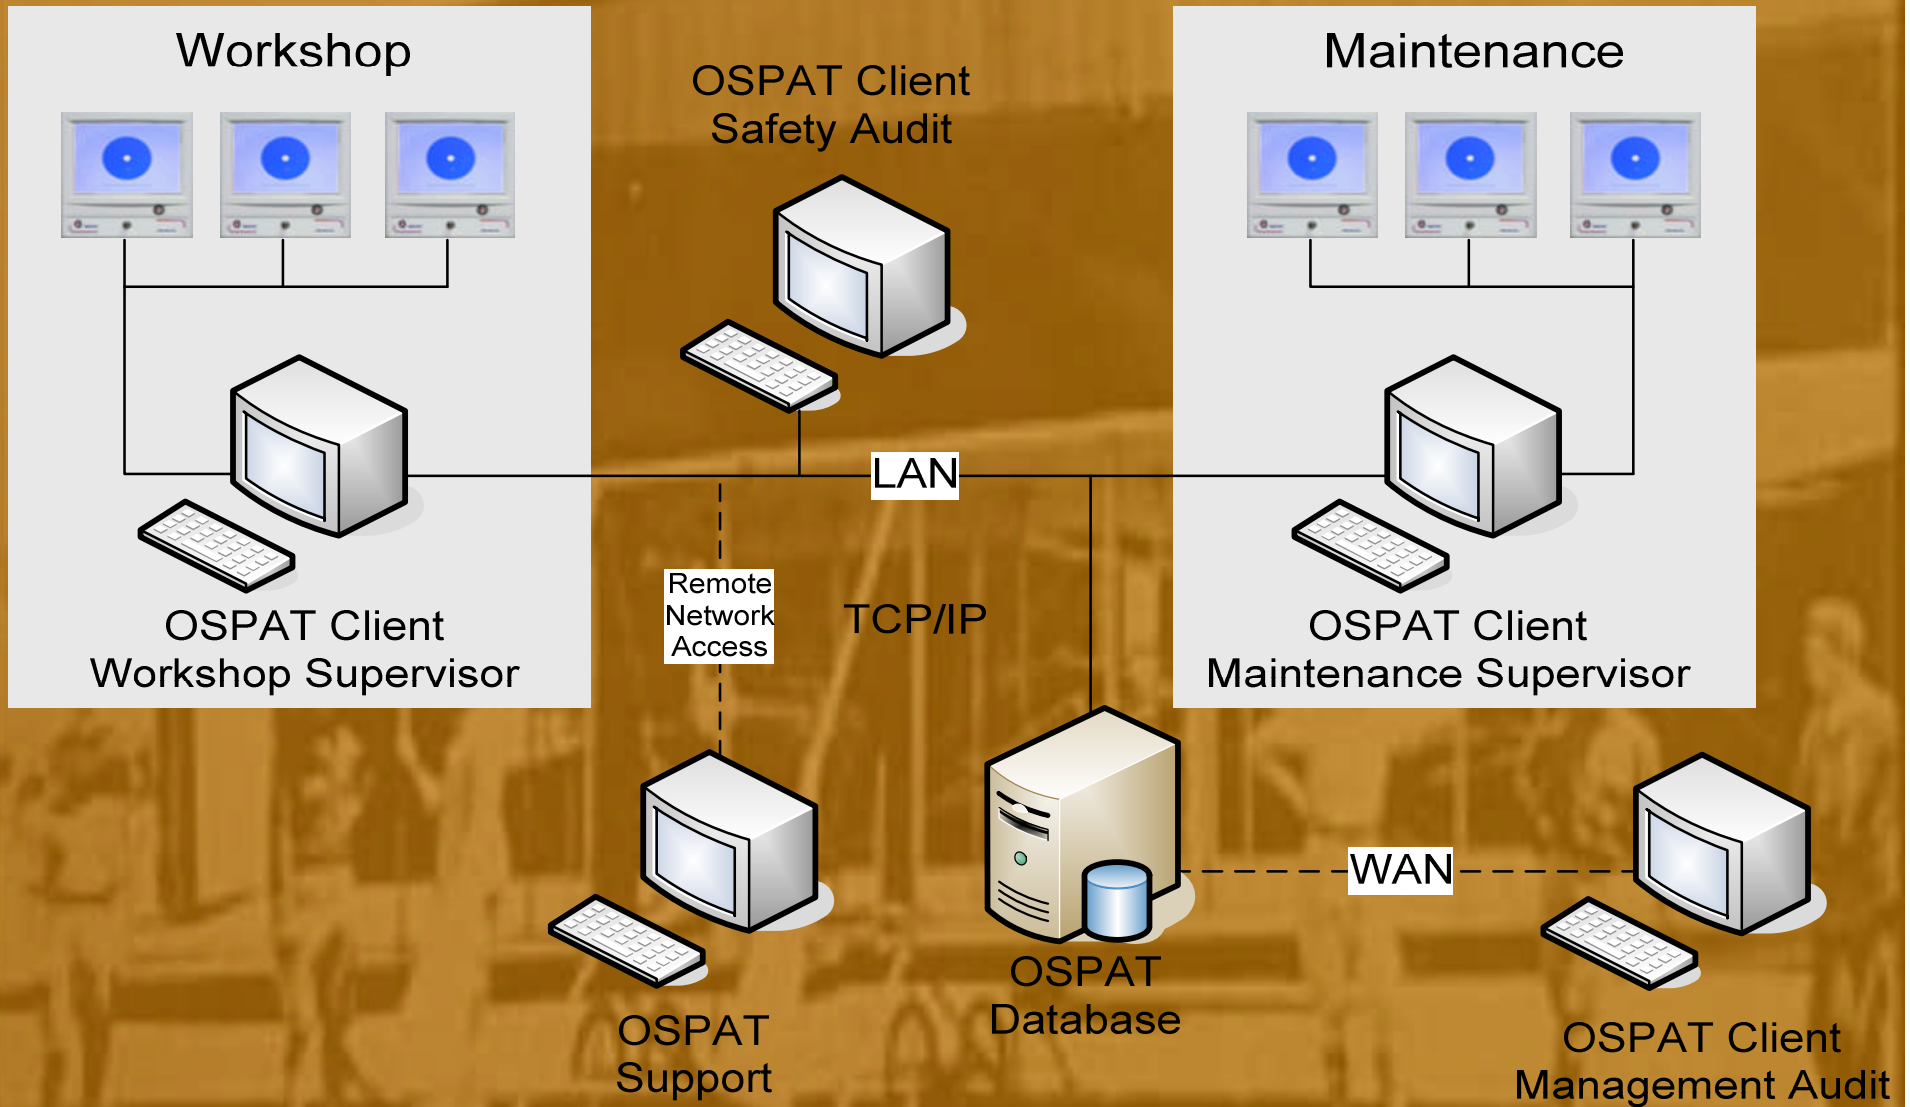 Workshop
OSPAT Client
Safety Audit
Maintenance
LAN
Remote
Network
Access
TCP/IP
OSPAT Client
Workshop Supervisor
OSPAT Client
Maintenance Supervisor
WAN
OSPAT
Support
OSPAT
Database
OSPAT Client
Management Audit